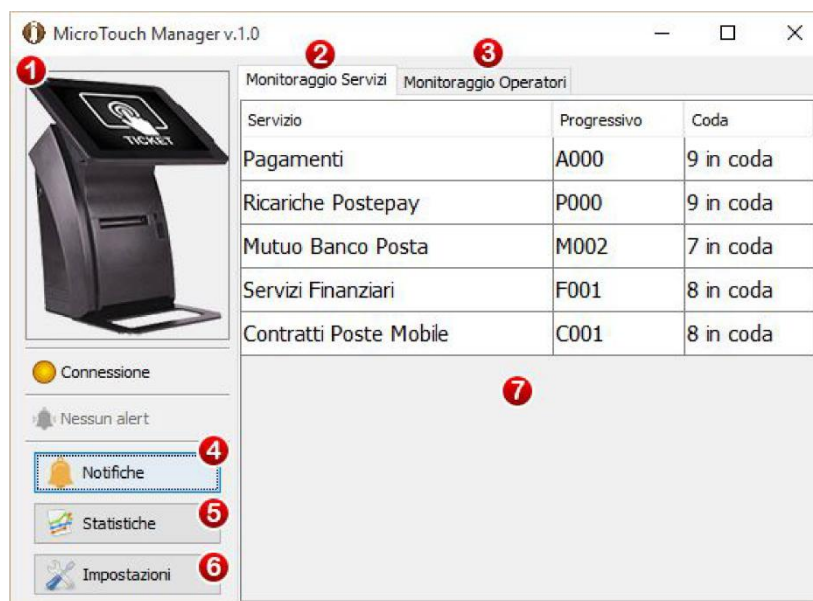 MicroTouch Manager v.1.0
1
2
3
Monitoraggio Servizi
Monitoraggio Operatori
TICKET
Servizio Progressivo Coda
Pagamenti A000 9 in coda
Ricariche Postepay P000 9 in coda
Mutuo Banco Posta M002 7 in coda
Servizi Finanziari F001 8 in coda
Contratti Poste Mobile C001 8 in coda
Connessione
7
Nessun alert
4
Notifiche
5
Statistiche
6
Impostazioni